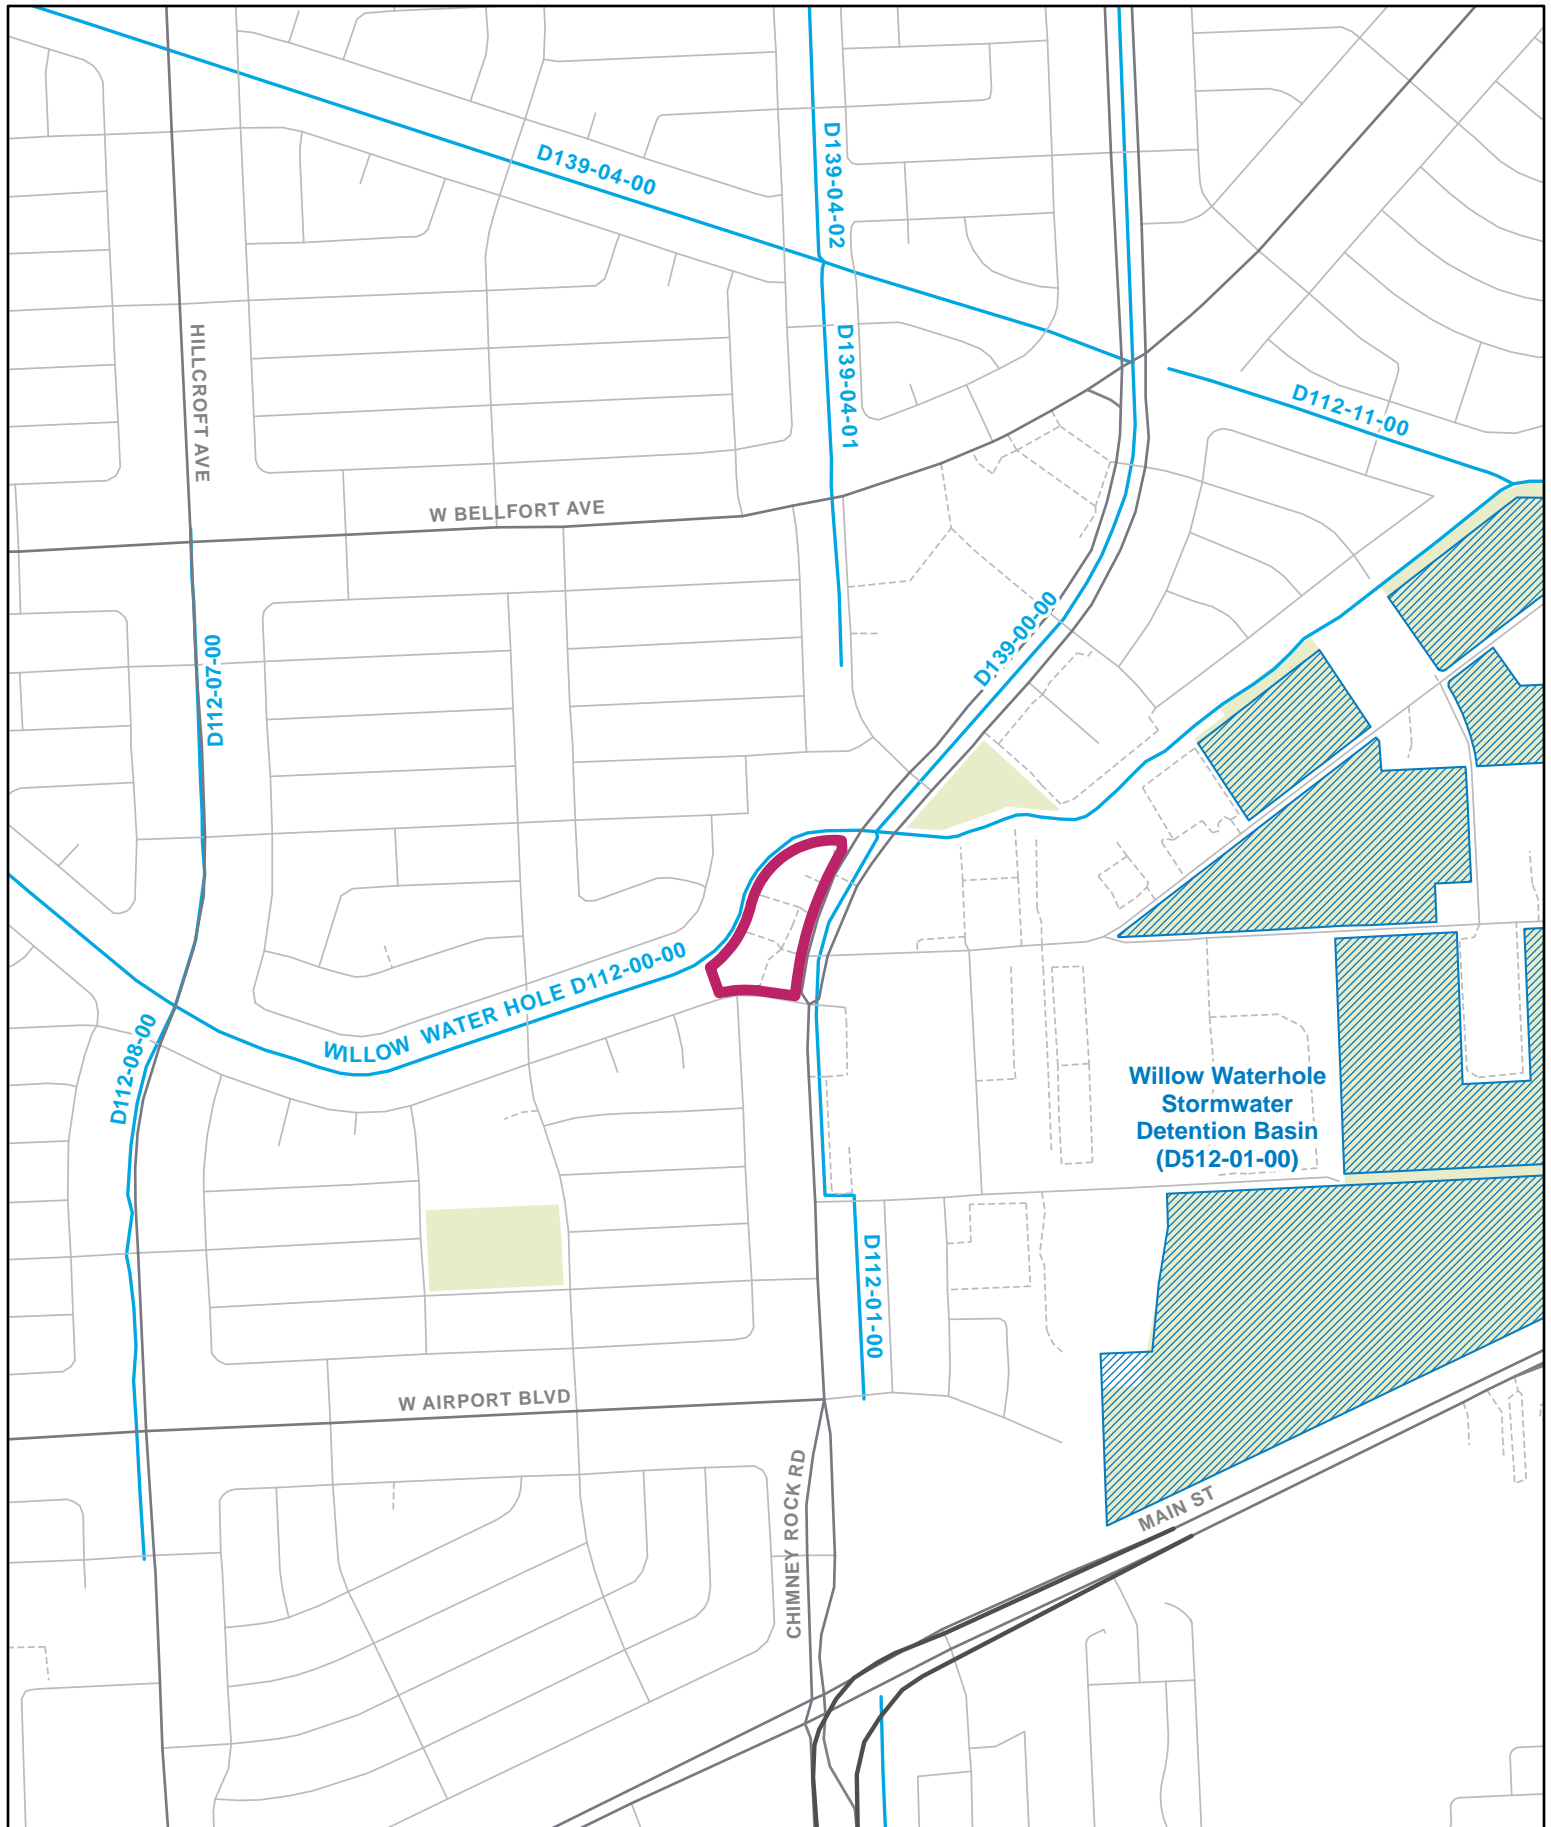 D139-04-00
D139-04-02
HILLCROFT AVE
D139-04-01
D112-11-00
W BELLFORT AVE
D139-00-00
D112-07-00
WILLOW WATER HOLE D112-00-00
D112-08-00
Willow Waterhole
Stormwater
Detention Basin
(D512-01-00)
D112-01-00
W AIRPORT BLVD
CHIMNEY ROCK RD
MAIN ST